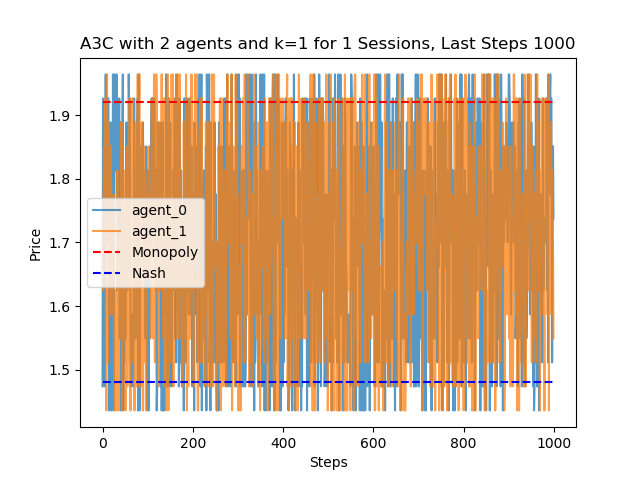 A3C with 2 agents and k=1 for 1 Sessions, Last Steps 1000
Price
1.9
1.8
1.7
1.6
1.5
agent_0
agent_1
Monopoly
Nash
0
200
400
600
800
1000
Steps